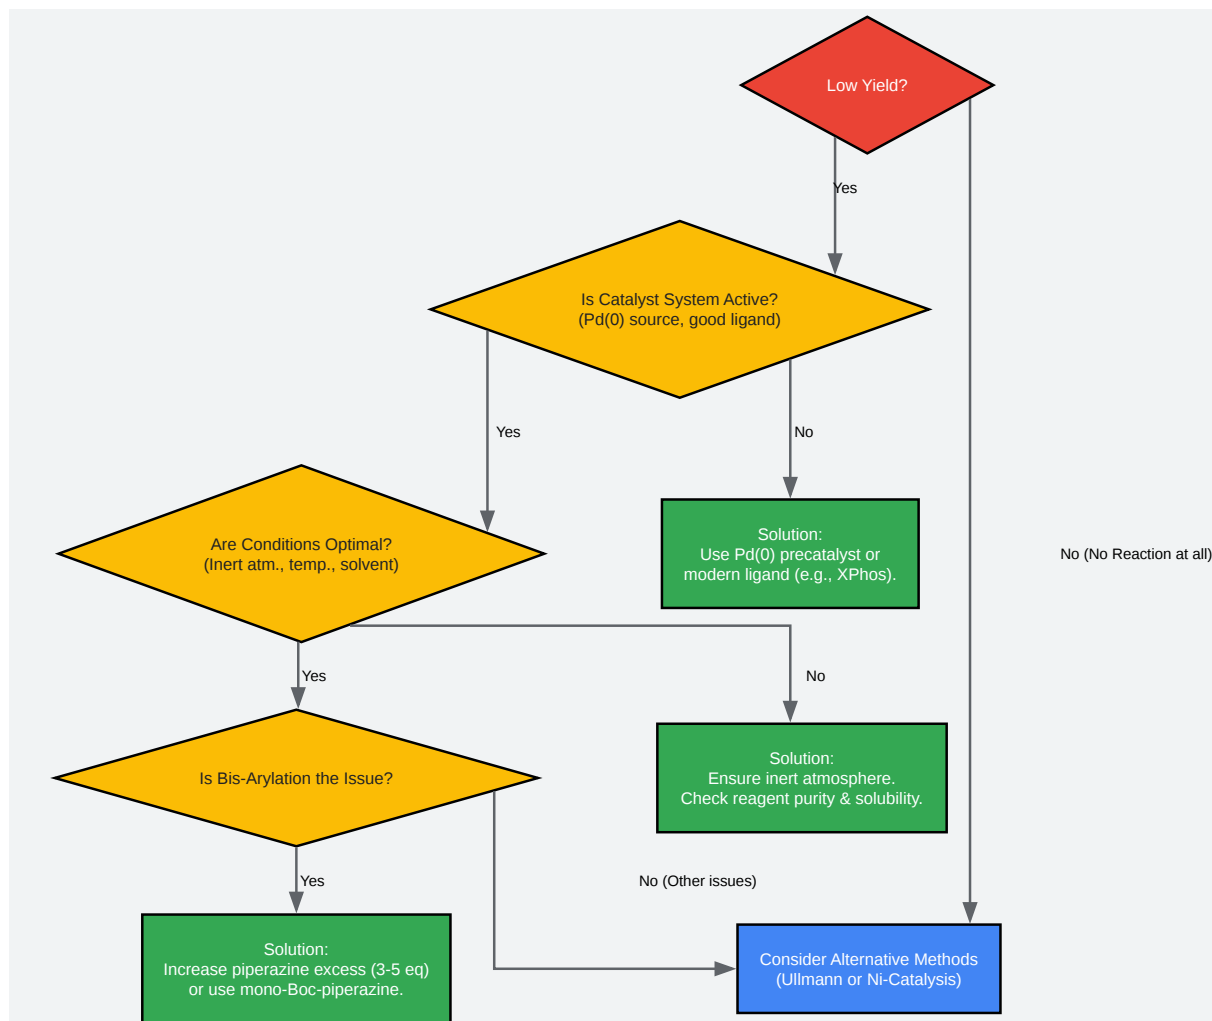 Low Yield?
Yes
Is Catalyst System Active?
(Pd(0) source, good ligand)
Yes
No
Are Conditions Optimal?
(Inert atm., temp., solvent)
Solution:
Use Pd(0) precatalyst or
modern ligand (e.g., XPhos).
No (No Reaction at all)
Yes
No
Is Bis-Arylation the Issue?
Solution:
Ensure inert atmosphere.
Check reagent purity & solubility.
Yes
No (Other issues)
Solution:
Increase piperazine excess (3-5 eq)
or use mono-Boc-piperazine.
Consider Alternative Methods
(Ullmann or Ni-Catalysis)